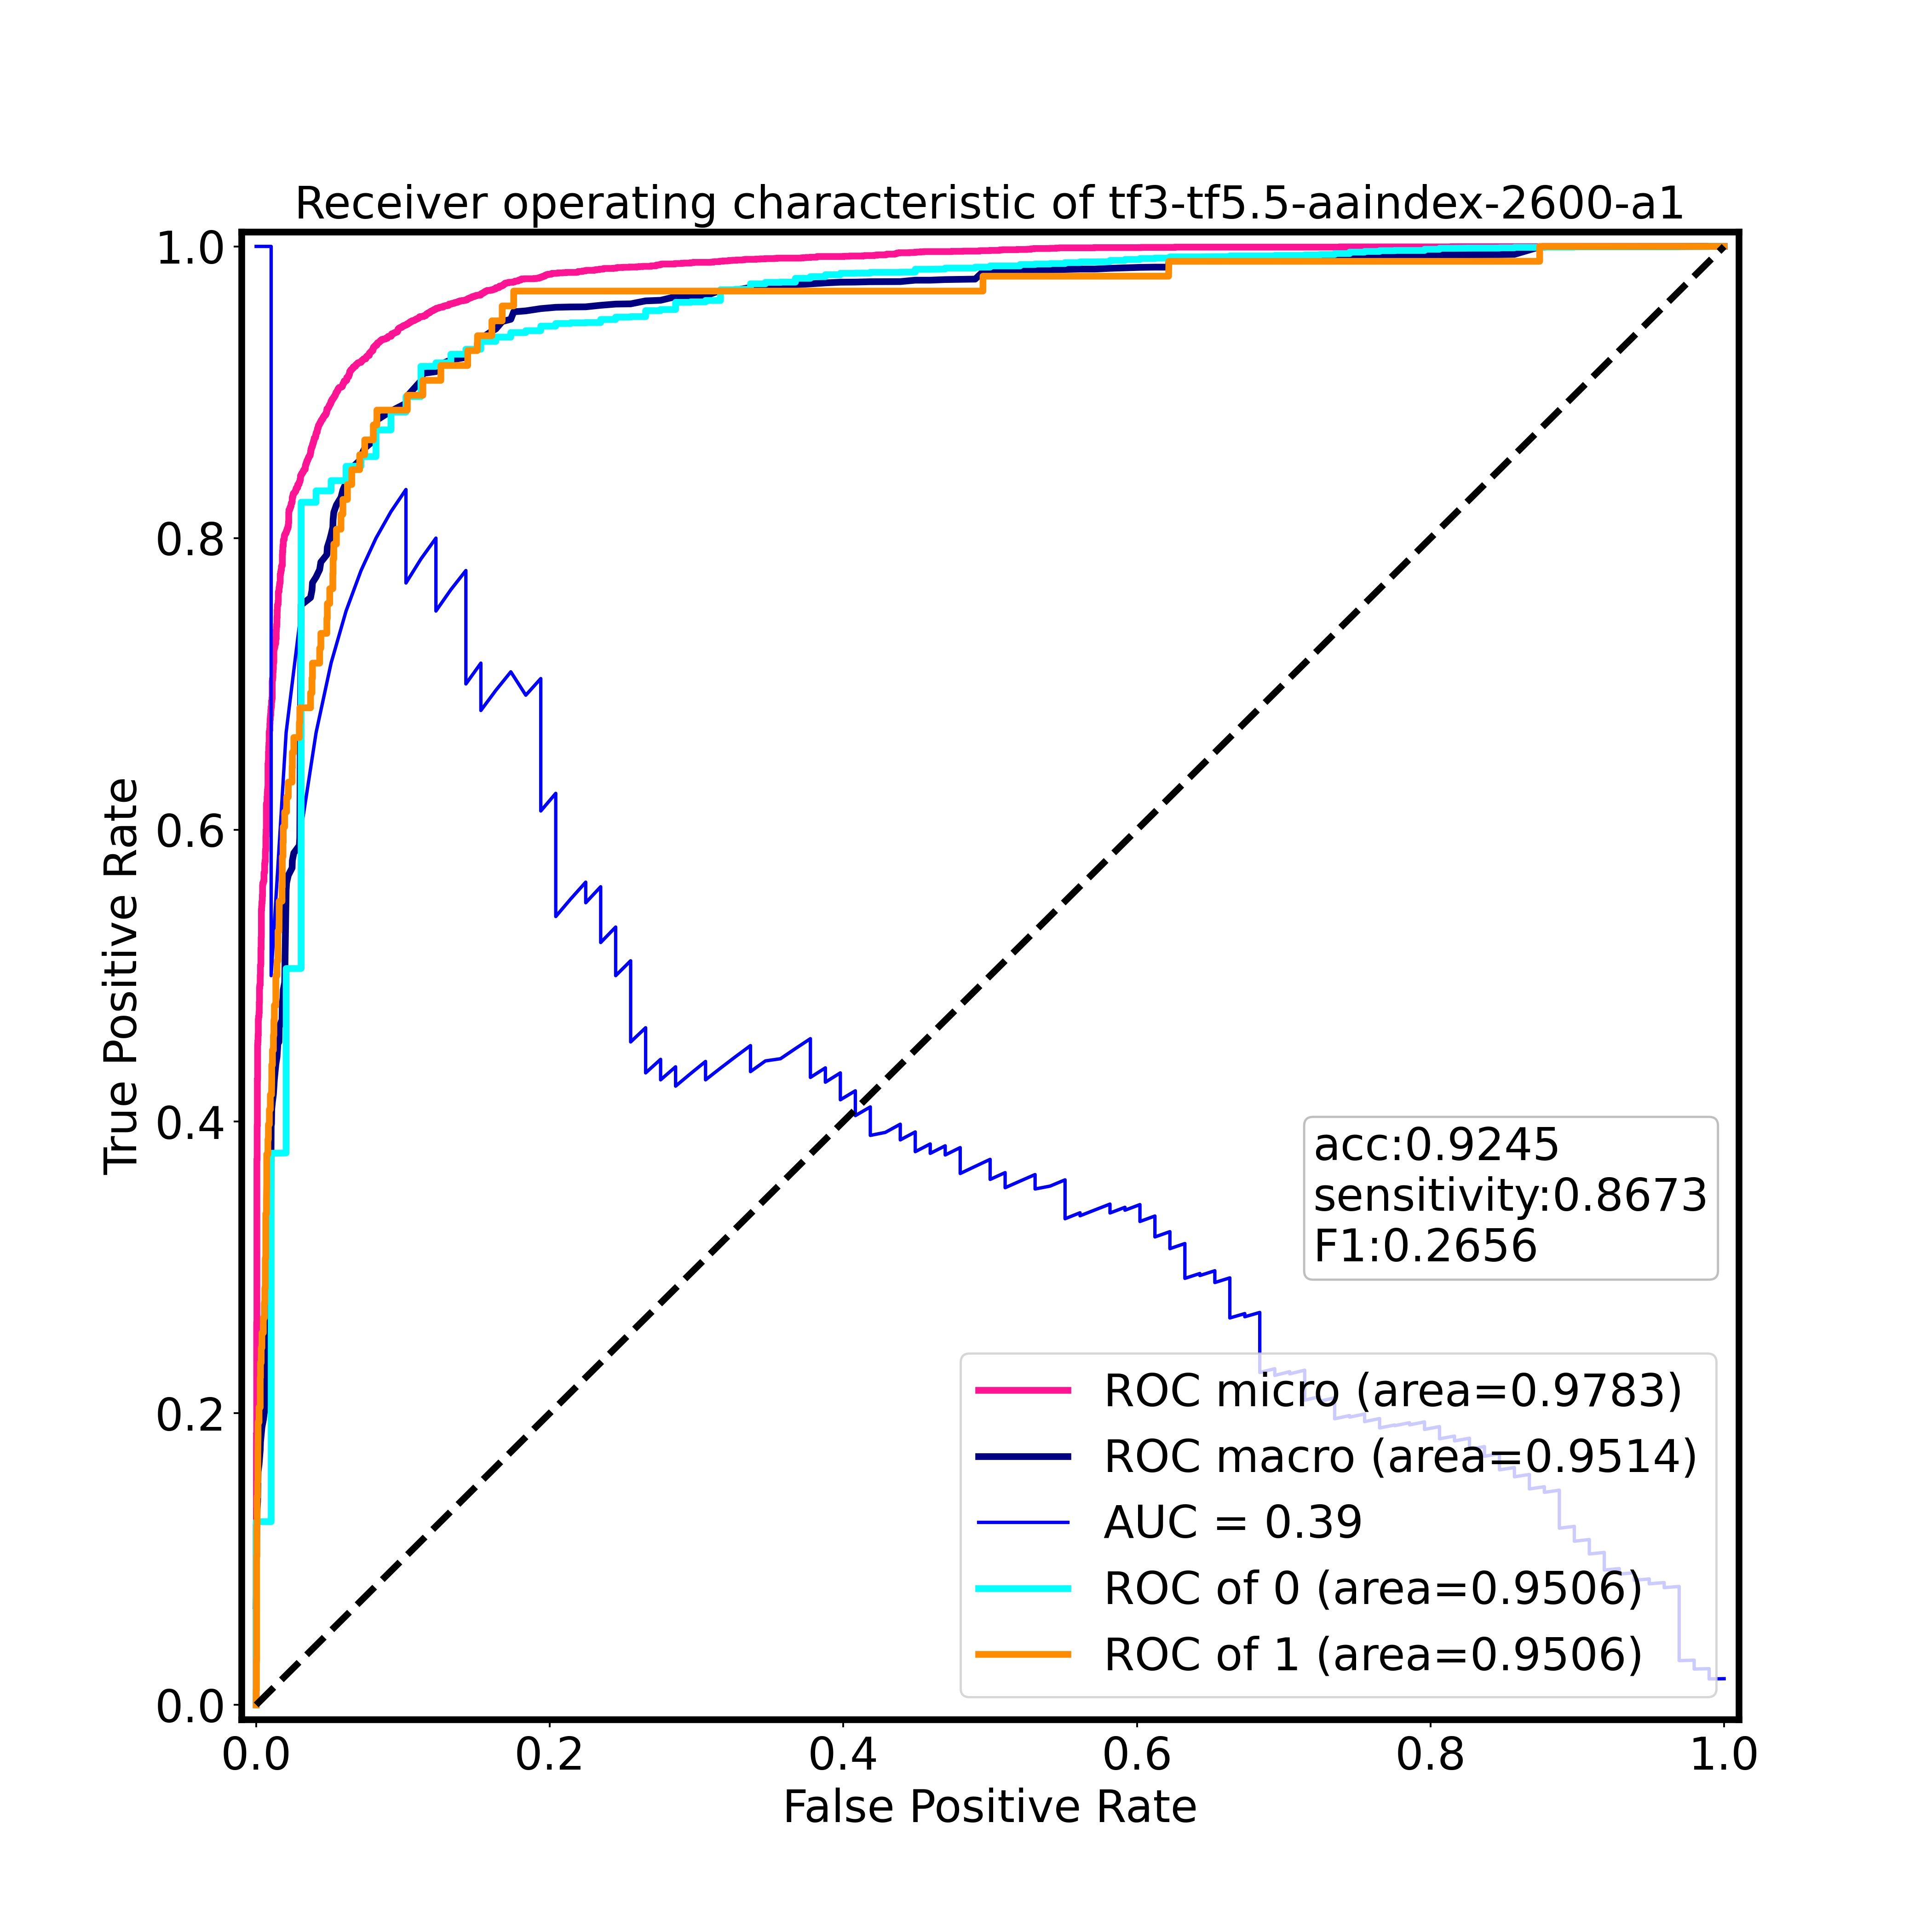 Receiver operating characteristic of tf3-tf5.5-aaindex-2600-a1
1.0
0.8
0.6
0.4
0.2
0.0
True Positive Rate
acc:0.9245
sensitivity:0.8673
F1:0.2656
ROC micro (area=0.9783)
ROC macro (area=0.9514)
AUC = 0.39
ROC of 0 (area=0.9506)
ROC of 1 (area=0.9506)
0.0 0.2 0.4 0.6 0.8 1.0
False Positive Rate